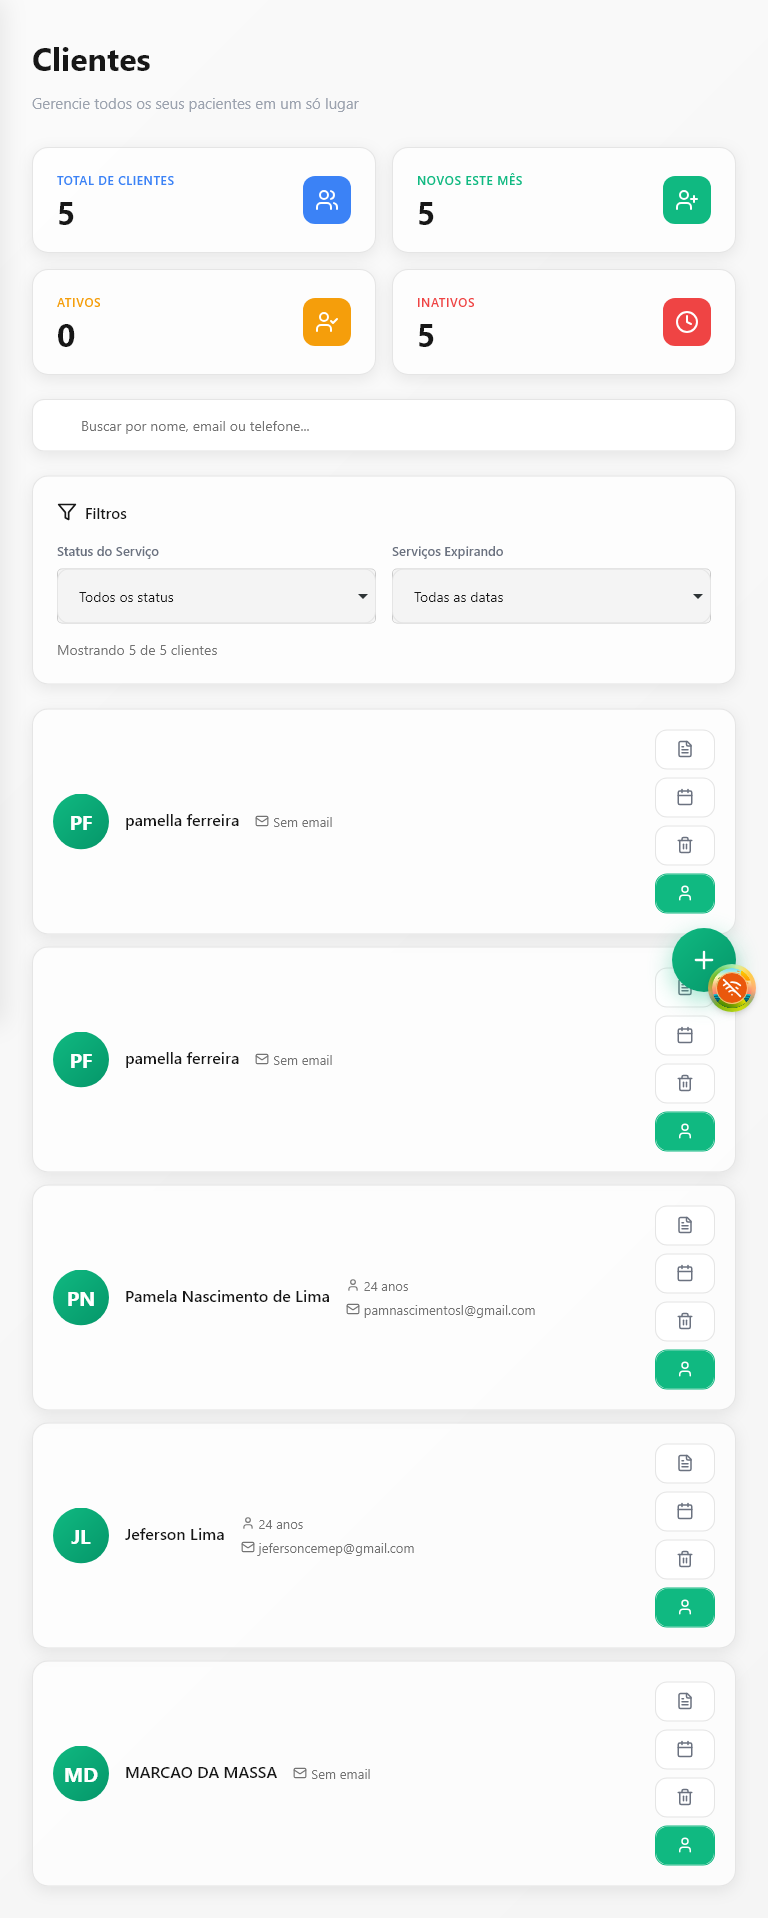 Clientes
Gerencie todos os seus pacientes em um só lugar
TOTAL DE CLIENTES
5
NOVOS ESTE MÊS
5
ATIVOS
0
INATIVOS
5
Buscar por nome, email ou telefone...
Filtros
Status do Serviço
Todos os status
Serviços Expirando
Todas as datas
Mostrando 5 de 5 clientes
PF
pamella ferreira
Sem email
PF
pamella ferreira
Sem email
PN
Pamela Nascimento de Lima
24 anos
pamnascimentosl@gmail.com
JL
Jeferson Lima
24 anos
jefersoncemep@gmail.com
MD
MARCAO DA MASSA
Sem email